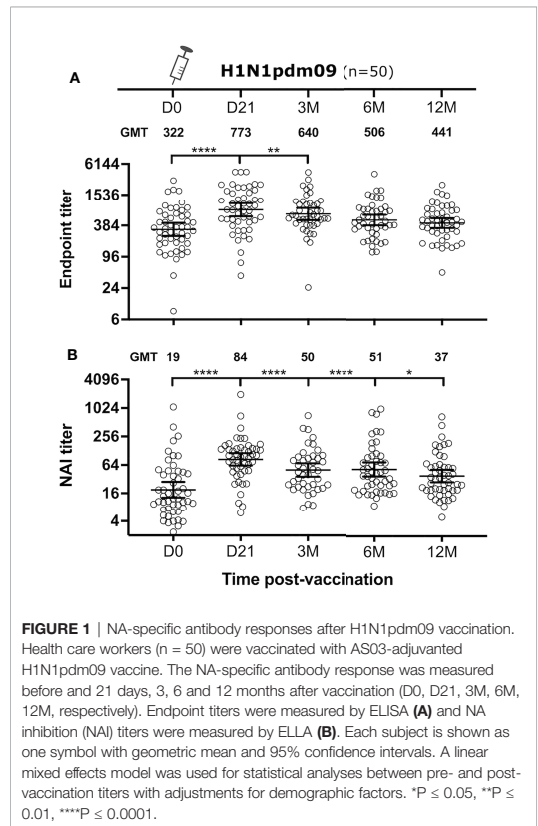 A
H1N1pdm09 (n=50)
D0 D21 3M 6M 12M
GMT 322 773 640 506 441
**** **
6144
1536
384
96
24
6
Endpoint titer
B
GMT 19 84 50 51 37
**** **** **** *
4096
1024
256
64
16
4
NAI titer
D0 D21 3M 6M 12M
Time post-vaccination
FIGURE 1 | NA-specific antibody responses after H1N1pdm09 vaccination.
Health care workers (n = 50) were vaccinated with AS03-adjuvanted
H1N1pdm09 vaccine. The NA-specific antibody response was measured
before and 21 days, 3, 6 and 12 months after vaccination (D0, D21, 3M, 6M,
12M, respectively). Endpoint titers were measured by ELISA (A) and NA
inhibition (NAI) titers were measured by ELLA (B). Each subject is shown as
one symbol with geometric mean and 95% confidence intervals. A linear
mixed effects model was used for statistical analyses between pre- and post-
vaccination titers with adjustments for demographic factors. *P ≤ 0.05, **P ≤
0.01, ****P ≤ 0.0001.